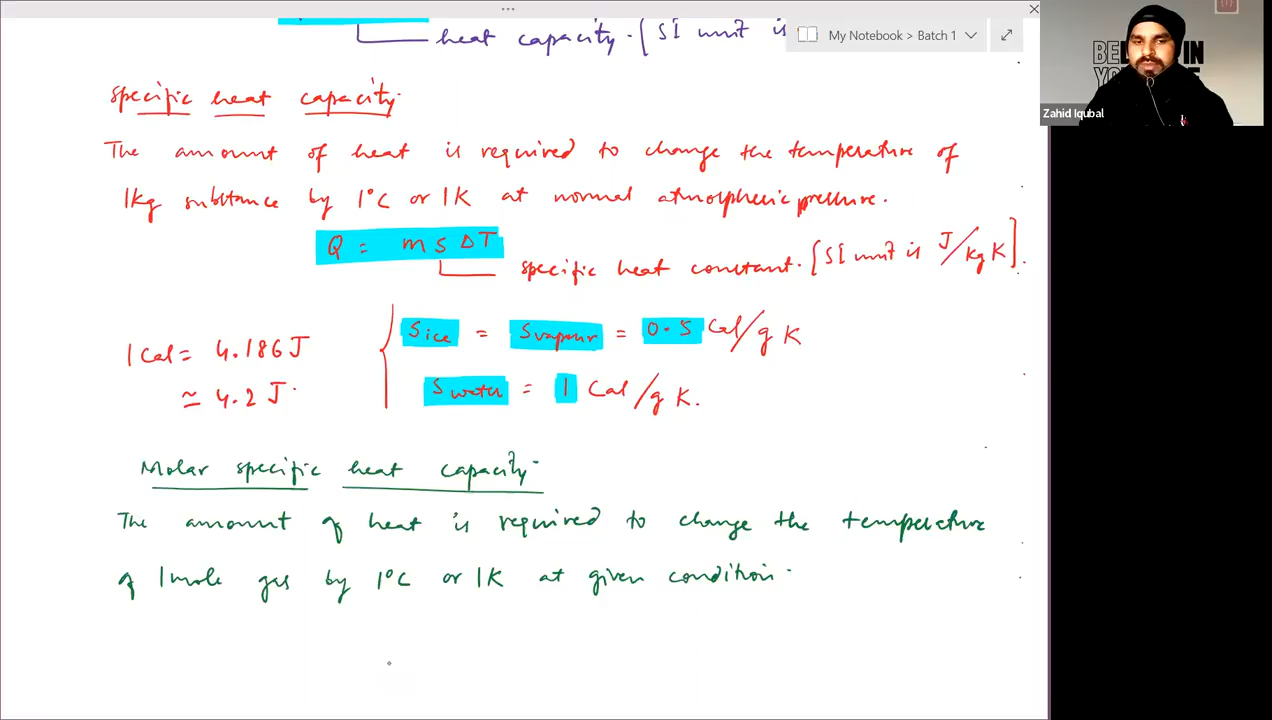 heat capacity. [SI unit is
My Notebook > Batch 1
BE IN
YO
Zahid Iqubal
specific heat capacity.
The amount of heat is required to change the temperature of
1kg substance by 1°C or 1K at normal atmospheric pressure.
Q = m s ΔT
specific heat constant. [SI unit is J/kg K].
1 Cal = 4.186 J
≃ 4.2 J.
Sice = Svapour = 0.5 Cal/g K
Swater = 1 Cal/g K.
Molar specific heat capacity.
The amount of heat is required to change the temperature
of 1mole gas by 1°C or 1K at given condition.